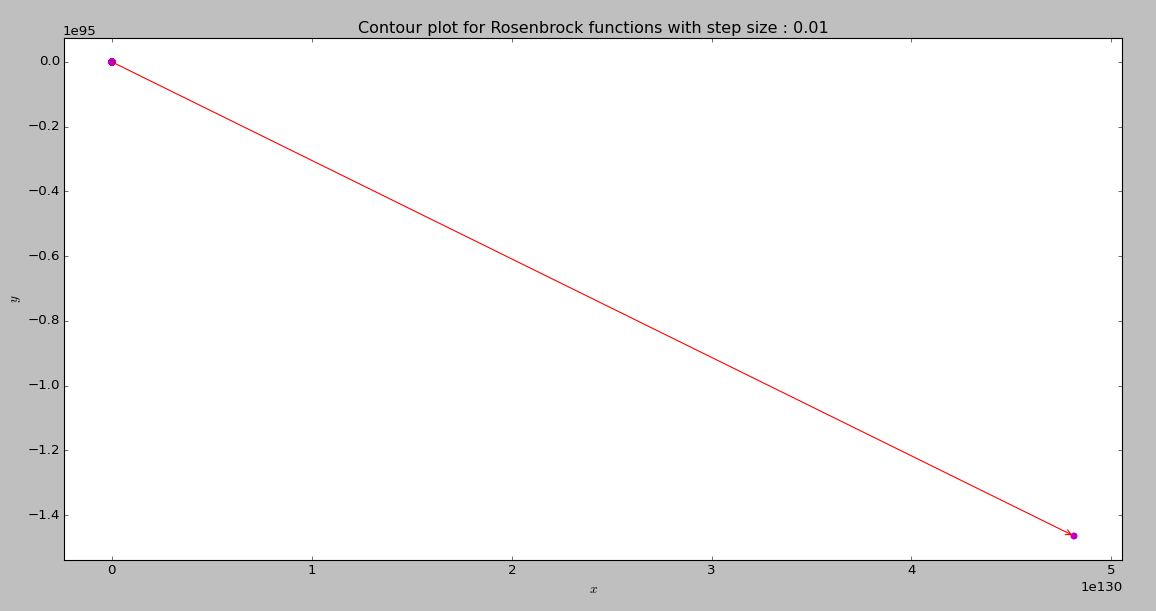 Contour plot for Rosenbrock functions with step size : 0.01
1e95
0.0
−0.2
−0.4
−0.6
−0.8
−1.0
−1.2
−1.4
y
0 1 2 3 4 5
x
1e130